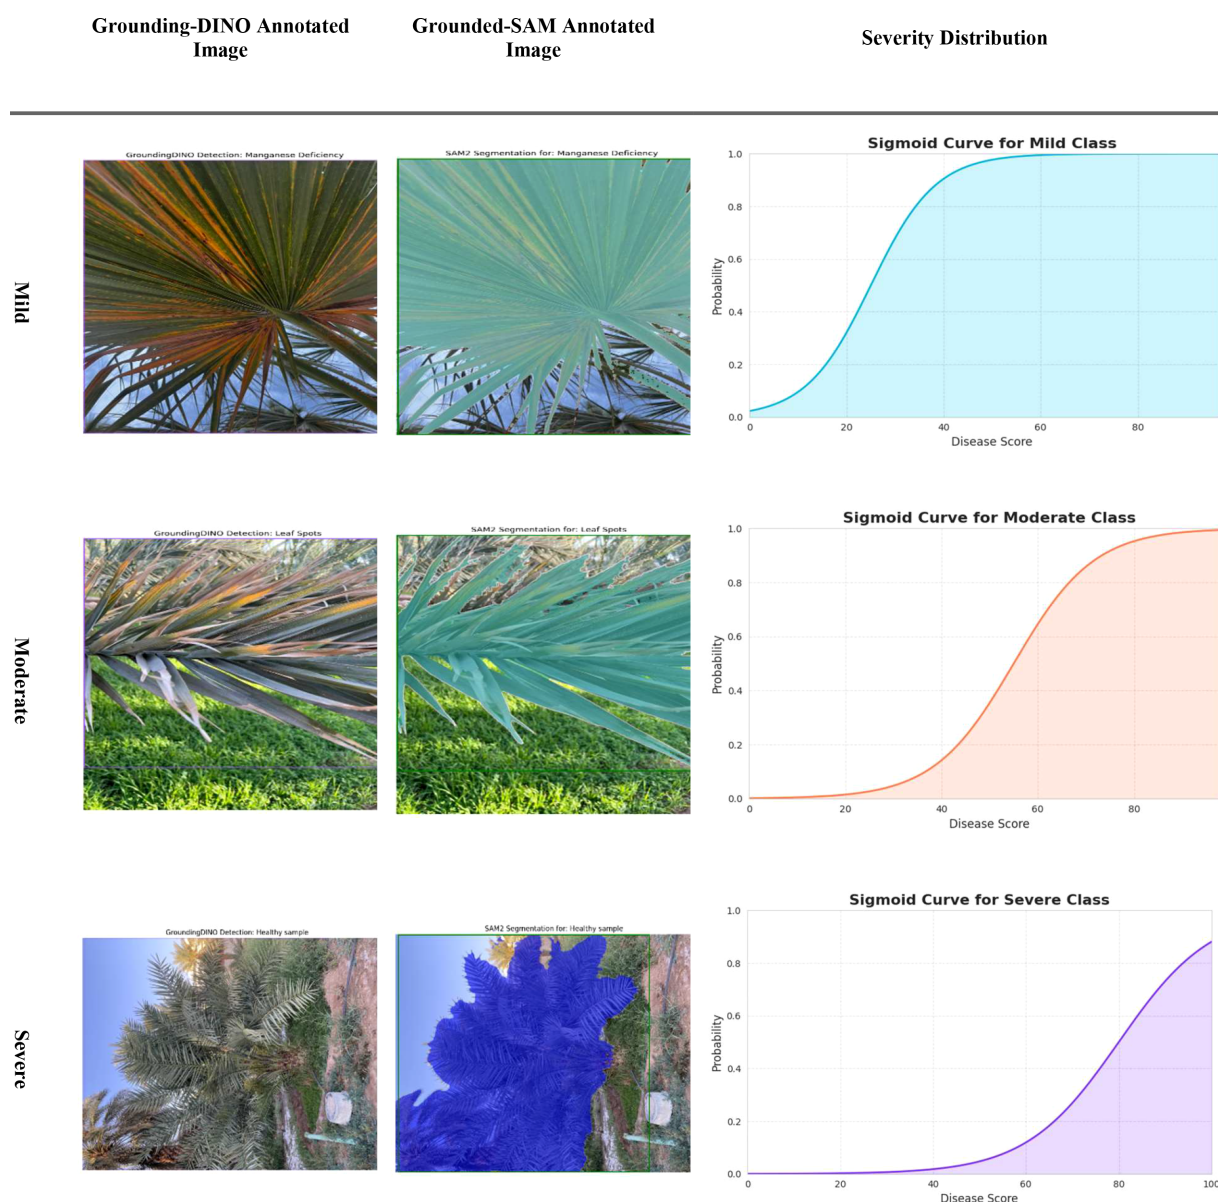 Grounding-DINO Annotated
Image
Grounded-SAM Annotated
Image
Severity Distribution
Mild
GroundingDINO Detection: Manganese Deficiency
SAM2 Segmentation for: Manganese Deficiency
Sigmoid Curve for Mild Class
Probability
1.0
0.8
0.6
0.4
0.2
0.0
0 20 40 60 80
Disease Score
Moderate
GroundingDINO Detection: Leaf Spots
SAM2 Segmentation for: Leaf Spots
Sigmoid Curve for Moderate Class
Probability
1.0
0.8
0.6
0.4
0.2
0.0
0 20 40 60 80
Disease Score
Severe
GroundingDINO Detection: Healthy sample
SAM2 Segmentation for: Healthy sample
Sigmoid Curve for Severe Class
Probability
1.0
0.8
0.6
0.4
0.2
0.0
0 20 40 60 80 100
Disease Score